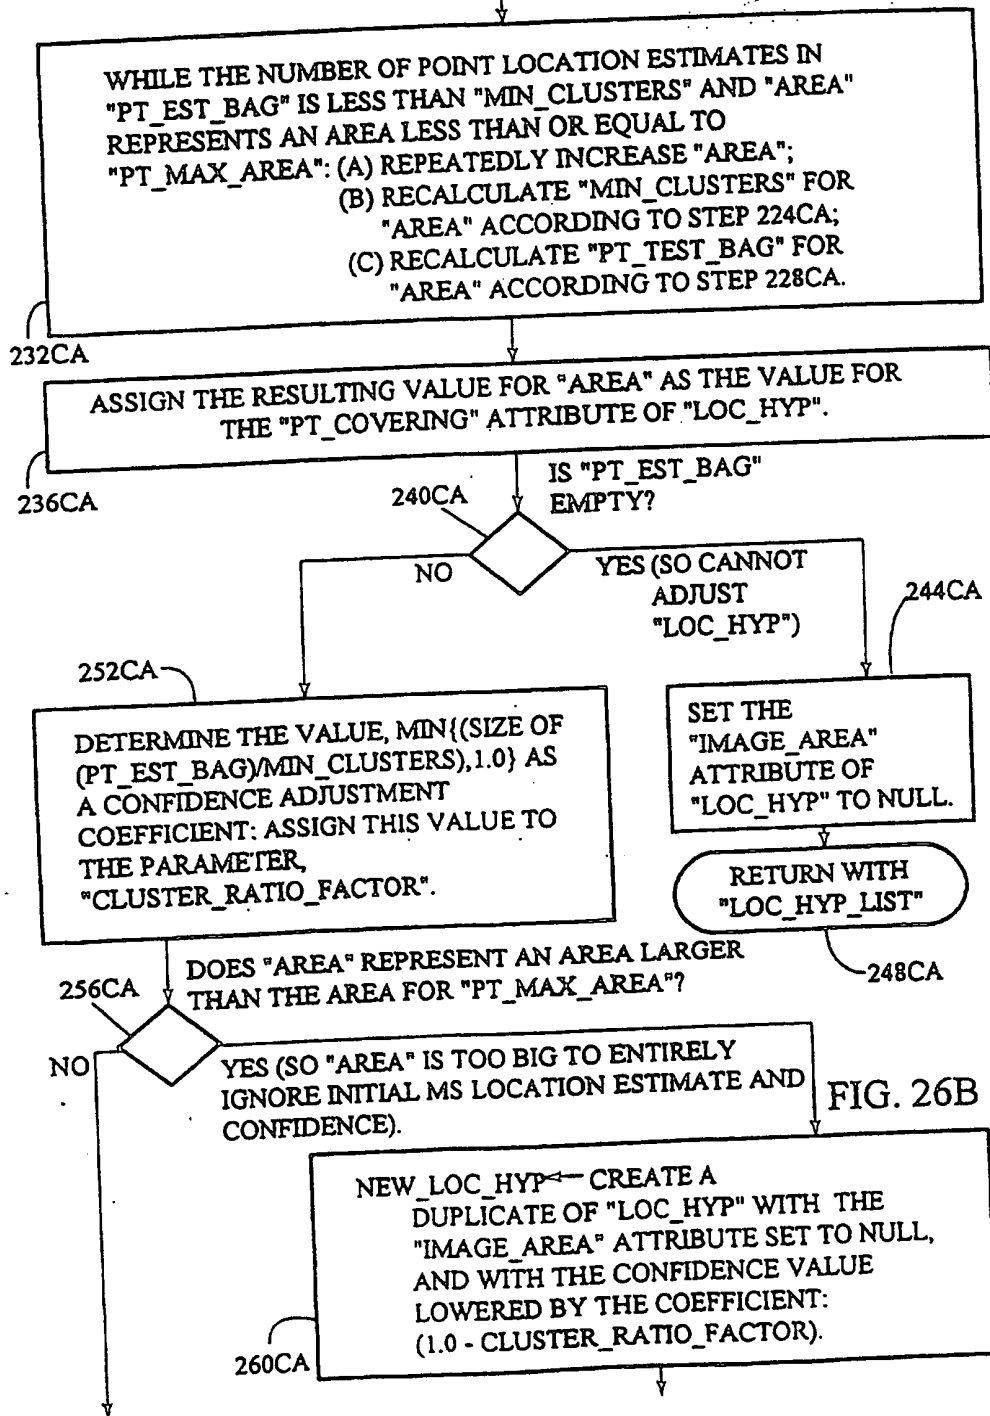 WHILE THE NUMBER OF POINT LOCATION ESTIMATES IN
"PT_EST_BAG" IS LESS THAN "MIN_CLUSTERS" AND "AREA"
REPRESENTS AN AREA LESS THAN OR EQUAL TO
"PT_MAX_AREA": (A) REPEATEDLY INCREASE "AREA";
(B) RECALCULATE "MIN_CLUSTERS" FOR
"AREA" ACCORDING TO STEP 224CA;
(C) RECALCULATE "PT_TEST_BAG" FOR
"AREA" ACCORDING TO STEP 228CA.
232CA
ASSIGN THE RESULTING VALUE FOR "AREA" AS THE VALUE FOR
THE "PT_COVERING" ATTRIBUTE OF "LOC_HYP".
236CA
240CA
IS "PT_EST_BAG"
EMPTY?
NO
YES (SO CANNOT
ADJUST
"LOC_HYP")
244CA
252CA
SET THE
"IMAGE_AREA"
ATTRIBUTE OF
"LOC_HYP" TO NULL.
DETERMINE THE VALUE, MIN{(SIZE OF
(PT_EST_BAG)/MIN_CLUSTERS),1.0} AS
A CONFIDENCE ADJUSTMENT
COEFFICIENT: ASSIGN THIS VALUE TO
THE PARAMETER,
"CLUSTER_RATIO_FACTOR".
RETURN WITH
"LOC_HYP_LIST"
248CA
DOES "AREA" REPRESENT AN AREA LARGER
THAN THE AREA FOR "PT_MAX_AREA"?
256CA
NO
YES (SO "AREA" IS TOO BIG TO ENTIRELY
IGNORE INITIAL MS LOCATION ESTIMATE AND
CONFIDENCE).
FIG. 26B
NEW_LOC_HYP← CREATE A
DUPLICATE OF "LOC_HYP" WITH THE
"IMAGE_AREA" ATTRIBUTE SET TO NULL,
AND WITH THE CONFIDENCE VALUE
LOWERED BY THE COEFFICIENT:
(1.0 - CLUSTER_RATIO_FACTOR).
260CA